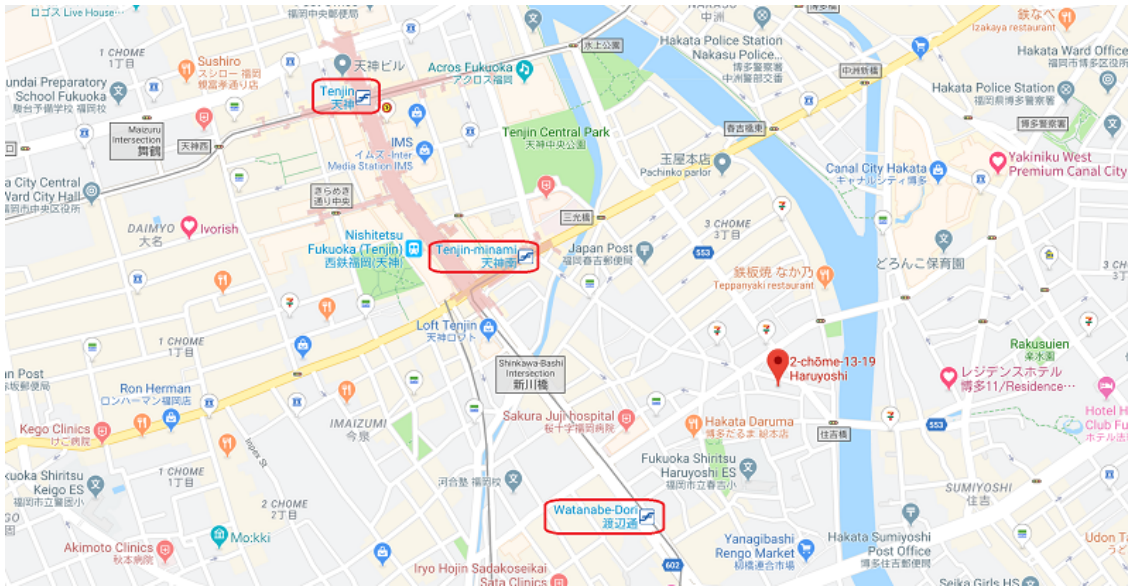 ロゴス Live House...
福岡中央郵便局
1 CHOME
1丁目
Sushiro
スシロー 福岡
親富孝通り店
天神ビル
Acros Fukuoka
アクロス福岡
水上公園
NAKASU
中洲
Hakata Police Station
Nakasu Police...
博多警察署
中洲警部交番
鉄なべ
Izakaya restaurant
Hakata Ward Office
福岡市博多区役所
中洲新橋
Hakata Police Station
福岡県博多警察署
博多警察署
undai Preparatory
School Fukuoka
駿台予備学校 福岡校
Tenjin
天神
Maizuru
Intersection
舞鶴
天神西
IMS
イムズ -Inter
Media Station IMS
Tenjin Central Park
天神中央公園
春吉橋東
玉屋本店
Pachinko parlor
Canal City Hakata
キャナルシティ博多
Yakiniku West
Premium Canal City
a City Central
Ward City Hall
福岡市中央区役所
きらめき
通り中央
DAIMYO
大名
Ivorish
Nishitetsu
Fukuoka (Tenjin)
西鉄福岡(天神)
Tenjin-minami
天神南
三光橋
Japan Post
福岡春吉郵便局
3 CHOME
3丁目
553
どろんこ保育園
3 CH
3丁
鉄板焼 なか乃
Teppanyaki restaurant
Loft Tenjin
天神ロフト
1 CHOME
1丁目
an Post
赤坂郵便局
Shinkawa-Bashi
Intersection
新川橋
2-chōme-13-19
Haruyoshi
Rakusuien
楽水園
レジデンスホテル
博多11/Residence...
Ron Herman
ロンハーマン福岡店
Kego Clinics
けご病院
IMAIZUMI
今泉
Sakura Juji hospital
桜十字福岡病院
Hakata Daruma
博多だるま 総本店
住吉橋
553
Hotel H
Club Fu
ホテル法
Inpex St
uoka Shiritsu
Keigo ES
福岡市立警固小
1 CHOME
1丁目
河合塾 福岡校
Fukuoka Shiritsu
Haruyoshi ES
福岡市立春吉小
SUMIYOSHI
住吉
2 CHOME
2丁目
GO
固
Watanabe-Dori
渡辺通
Mo:kki
Akimoto Clinics
秋本病院
Yanagibashi
Rengo Market
柳橋連合市場
Hakata Sumiyoshi
Post Office
博多住吉郵便局
Udon Ta
うど
Iryo Hojin Sadakoseikai
Sata Clinics
602
Seika Girls HS